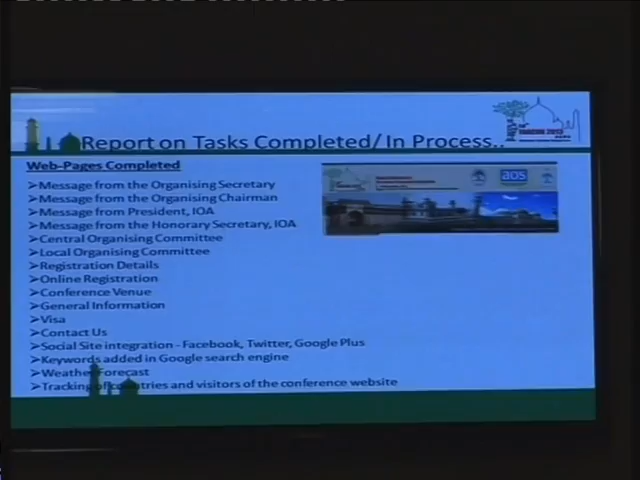 Report on Tasks Completed/ In Process..
Web-Pages Completed
➢Message from the Organising Secretary
➢Message from the Organising Chairman
➢Message from President, IOA
➢Message from the Honorary Secretary, IOA
➢Central Organising Committee
➢Local Organising Committee
➢Registration Details
➢Online Registration
➢Conference Venue
➢General Information
➢Visa
➢Contact Us
➢Social Site integration - Facebook, Twitter, Google Plus
➢Keywords added in Google search engine
➢Weather Forecast
➢Tracking of countries and visitors of the conference website
aos